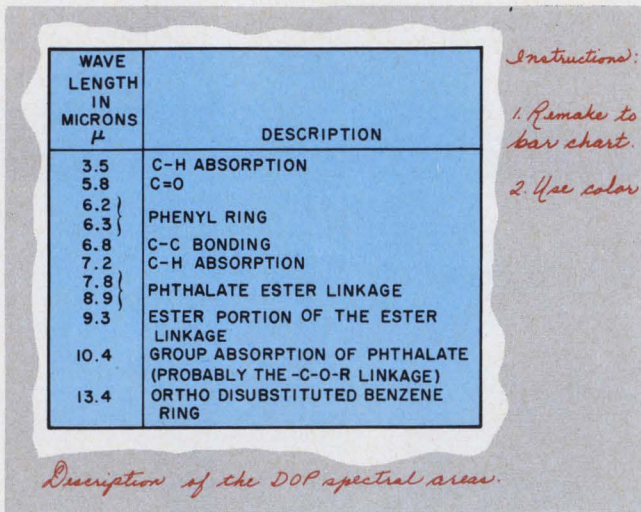 WAVE
LENGTH
IN
MICRONS
μ
DESCRIPTION
3.5 C-H ABSORPTION
5.8 C=O
6.2
6.3 } PHENYL RING
6.8 C-C BONDING
7.2 C-H ABSORPTION
7.8
8.9 } PHTHALATE ESTER LINKAGE
9.3 ESTER PORTION OF THE ESTER
LINKAGE
10.4 GROUP ABSORPTION OF PHTHALATE
(PROBABLY THE -C-O-R LINKAGE)
13.4 ORTHO DISUBSTITUTED BENZENE
RING
Instructions:
1. Remake to
bar chart.
2. Use color
Description of the DOP spectral areas.